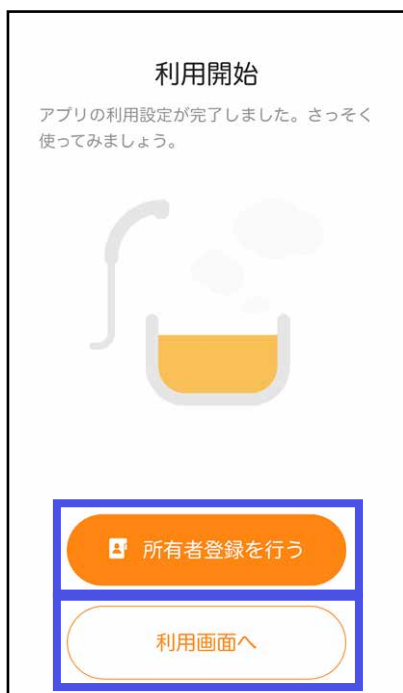 利用開始
アプリの利用設定が完了しました。さっそく
使ってみましょう。
所有者登録を行う
利用画面へ